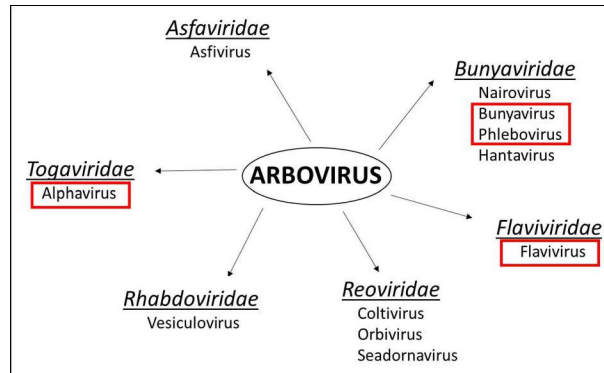 Asfaviridae
Asfivirus
Bunyaviridae
Nairovirus
Bunyavirus
Phlebovirus
Hantavirus
Togaviridae
Alphavirus
ARBOVIRUS
Flaviviridae
Flavivirus
Rhabdoviridae
Vesiculovirus
Reoviridae
Coltivirus
Orbivirus
Seadornavirus